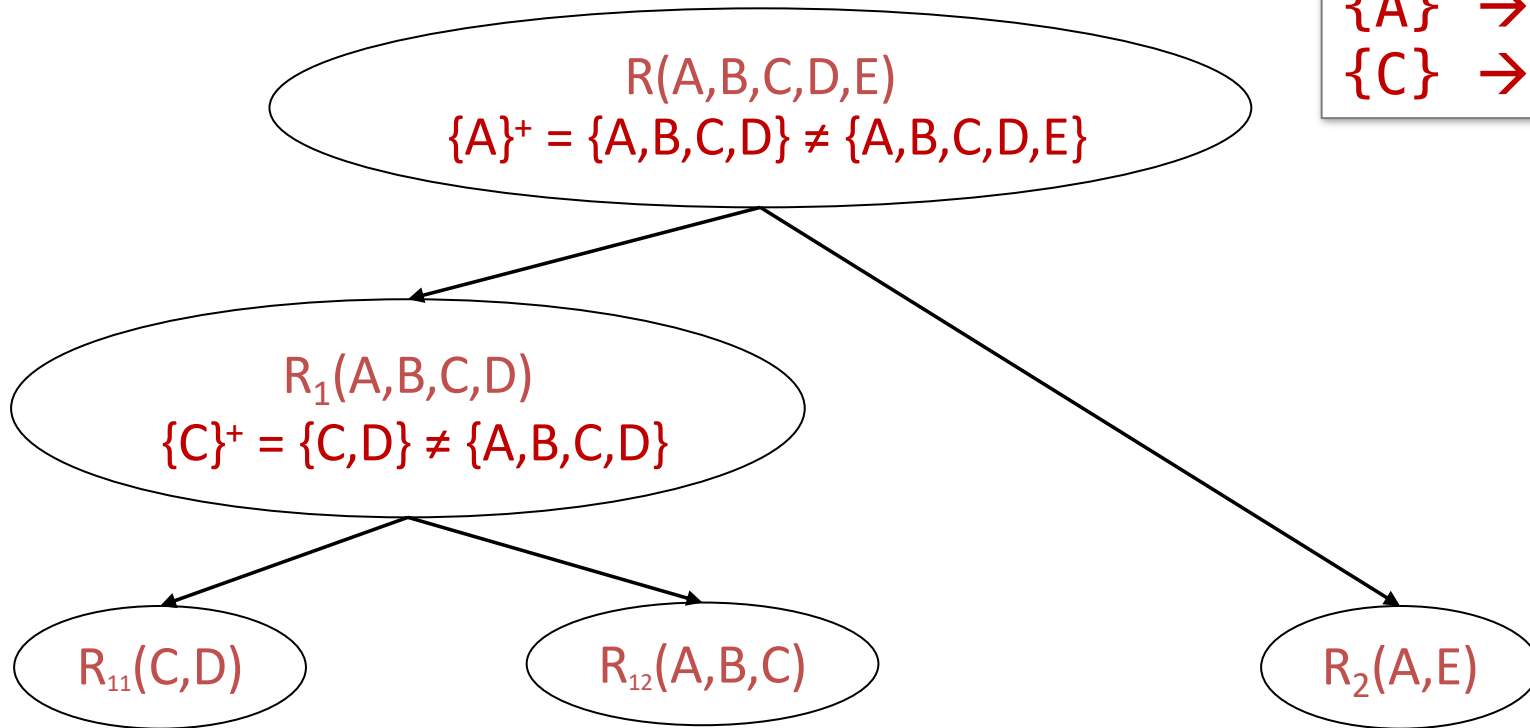 {A} →
{C} →
R(A,B,C,D,E)
{A}⁺ = {A,B,C,D} ≠ {A,B,C,D,E}
R₁(A,B,C,D)
{C}⁺ = {C,D} ≠ {A,B,C,D}
R₁₁(C,D)
R₁₂(A,B,C)
R₂(A,E)